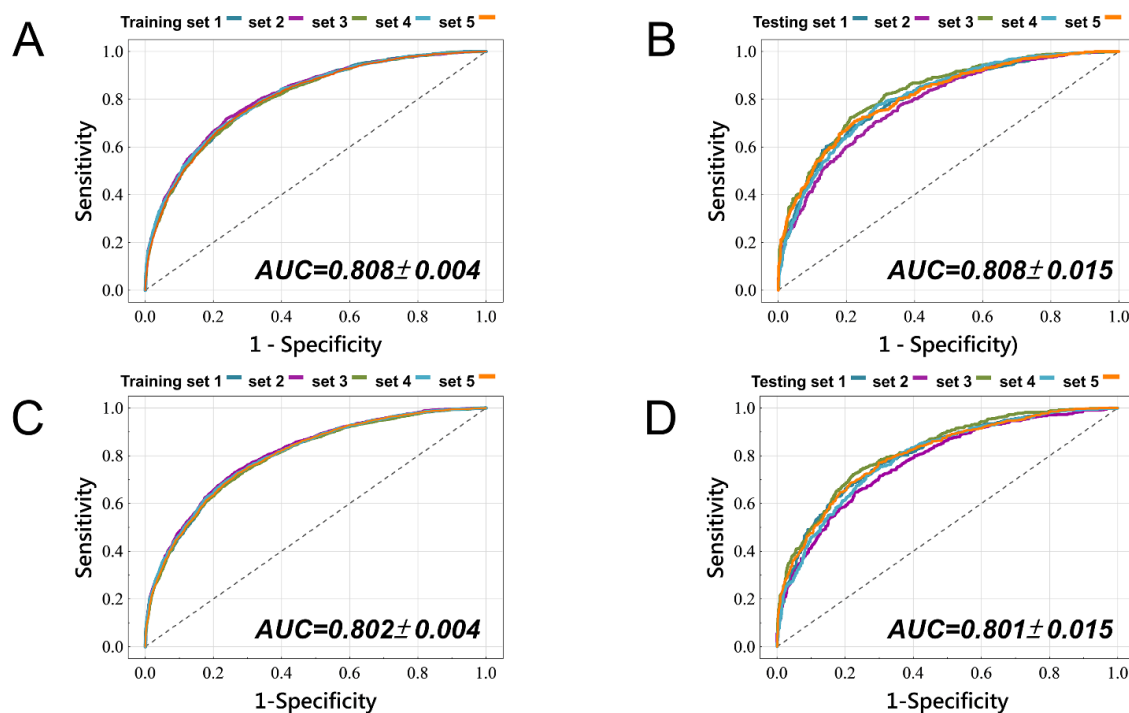 A
Training set 1 set 2 set 3 set 4 set 5
1.0
0.8
0.6
0.4
0.2
0.0
Sensitivity
AUC=0.808±0.004
0.0 0.2 0.4 0.6 0.8 1.0
1 - Specificity
B
Testing set 1 set 2 set 3 set 4 set 5
1.0
0.8
0.6
0.4
0.2
0.0
Sensitivity
AUC=0.808±0.015
0.0 0.2 0.4 0.6 0.8 1.0
1 - Specificity)
C
Training set 1 set 2 set 3 set 4 set 5
1.0
0.8
0.6
0.4
0.2
0.0
Sensitivity
AUC=0.802±0.004
0.0 0.2 0.4 0.6 0.8 1.0
1-Specificity
D
Testing set 1 set 2 set 3 set 4 set 5
1.0
0.8
0.6
0.4
0.2
0.0
Sensitivity
AUC=0.801±0.015
0.0 0.2 0.4 0.6 0.8 1.0
1-Specificity